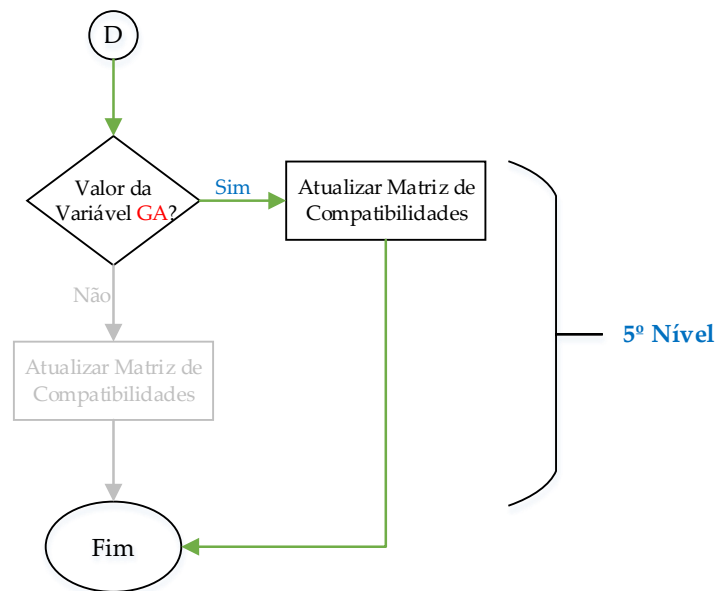 D
Valor da
Variável GA?
Sim
Atualizar Matriz de
Compatibilidades
5º Nível
Não
Atualizar Matriz de
Compatibilidades
Fim